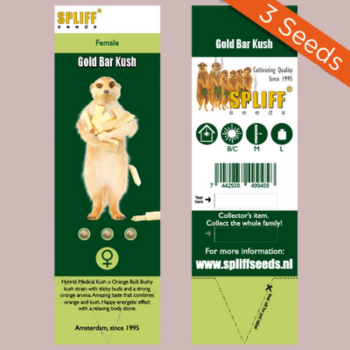 SPLIFF®
seeds
Female
Gold Bar Kush
Hybrid, Medical Kush x Orange Bud. Bushy
kush strain with sticky buds and a strong
orange aroma. Amazing taste that combines
orange and kush. Happy energetic effect
with a relaxing body stone.
Amsterdam, since 1995
3 Seeds
Gold Bar Kush
Cultivating Quality
Since 1995
SPLIFF®
seeds
B/C
M
L
7 442938 499458
Tear
here
Collector's item.
Collect the whole family!
For more information:
www.spliffseeds.nl